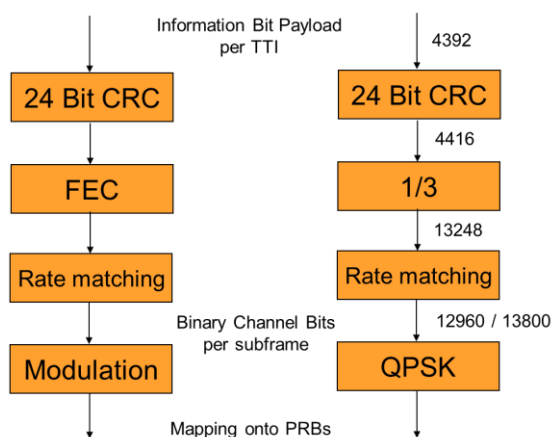 Information Bit Payload
per TTI
4392
24 Bit CRC
24 Bit CRC
4416
FEC
1/3
13248
Rate matching
Rate matching
Binary Channel Bits
per subframe
12960 / 13800
Modulation
QPSK
Mapping onto PRBs